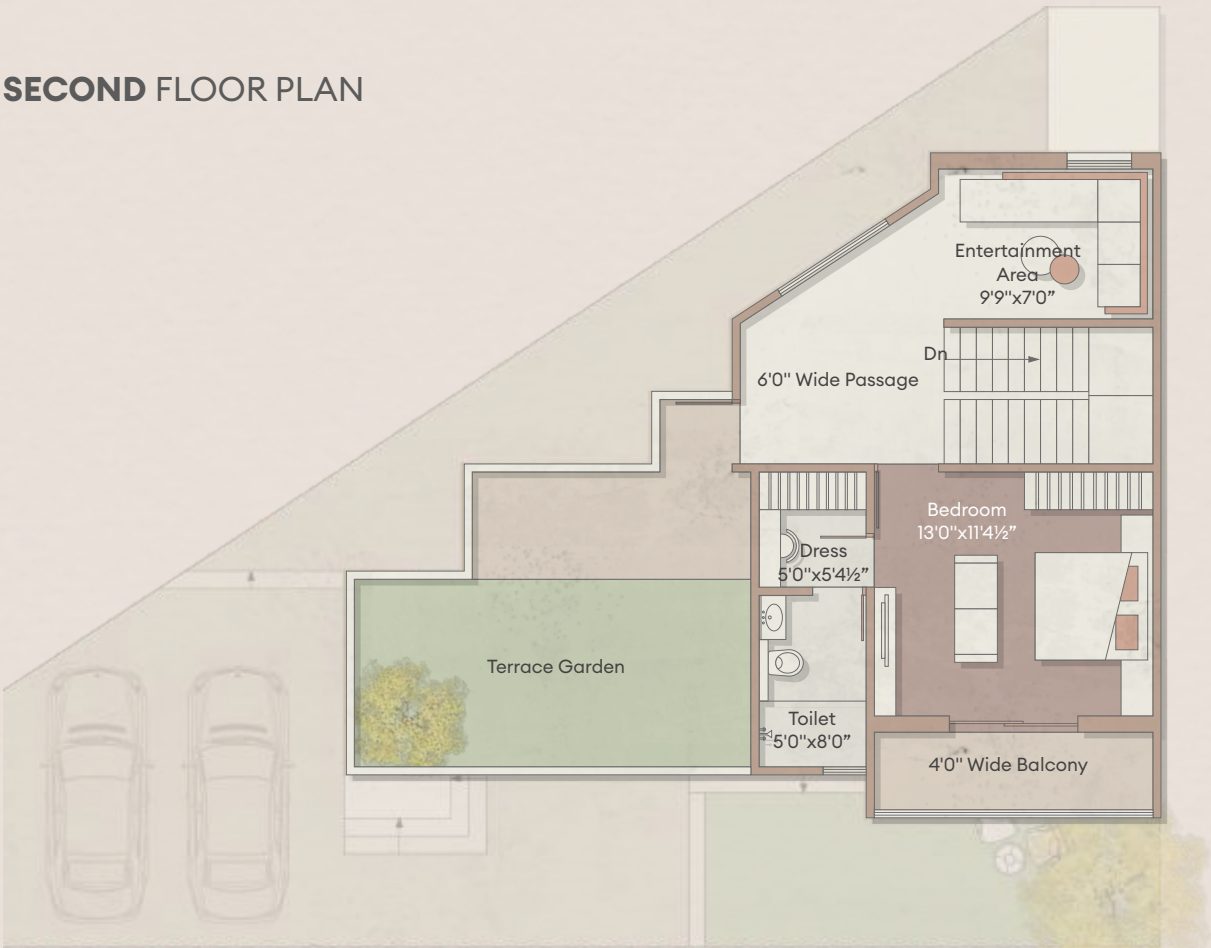 SECOND FLOOR PLAN
Entertainment
Area
9'9"x7'0”
Dn
6'0" Wide Passage
Bedroom
13'0"x11'4½”
Dress
5'0"x5'4½”
Terrace Garden
Toilet
5'0"x8'0”
4'0" Wide Balcony